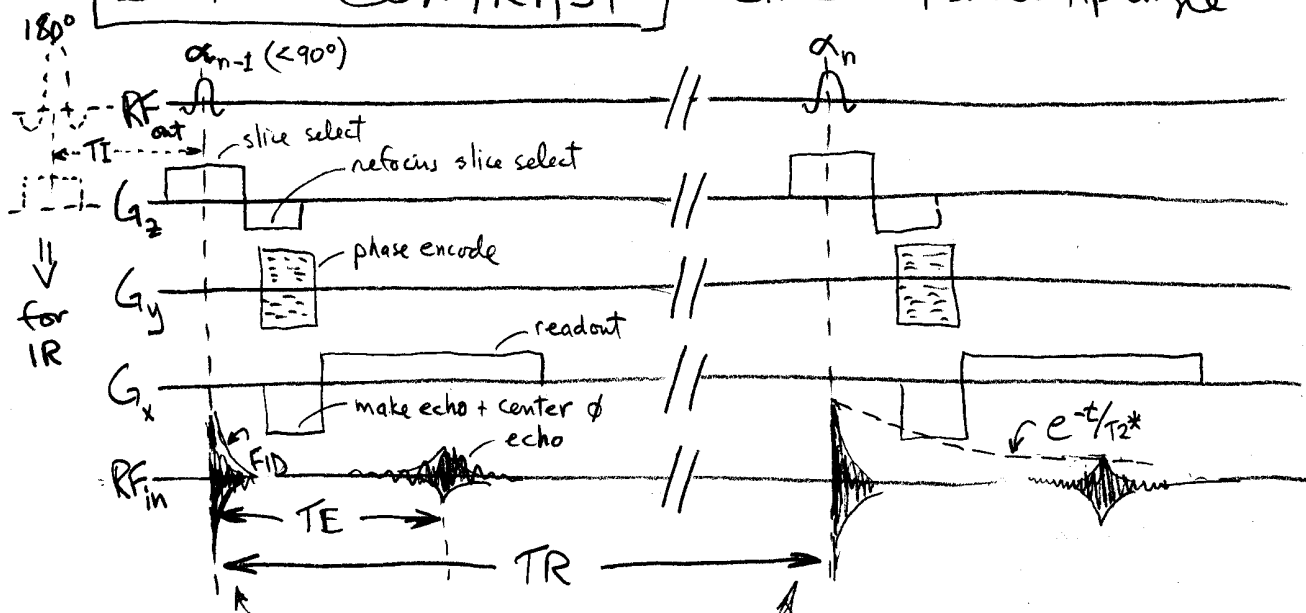 CONTRAST
180°
αn-1 (<90°)
αn
RFout
TI
slice select
refocus slice select
Gz
phase encode
Gy
⇓
for
IR
readout
Gx
make echo + center ϕ
echo
e^-t/T2*
FID
RFin
TE
TR